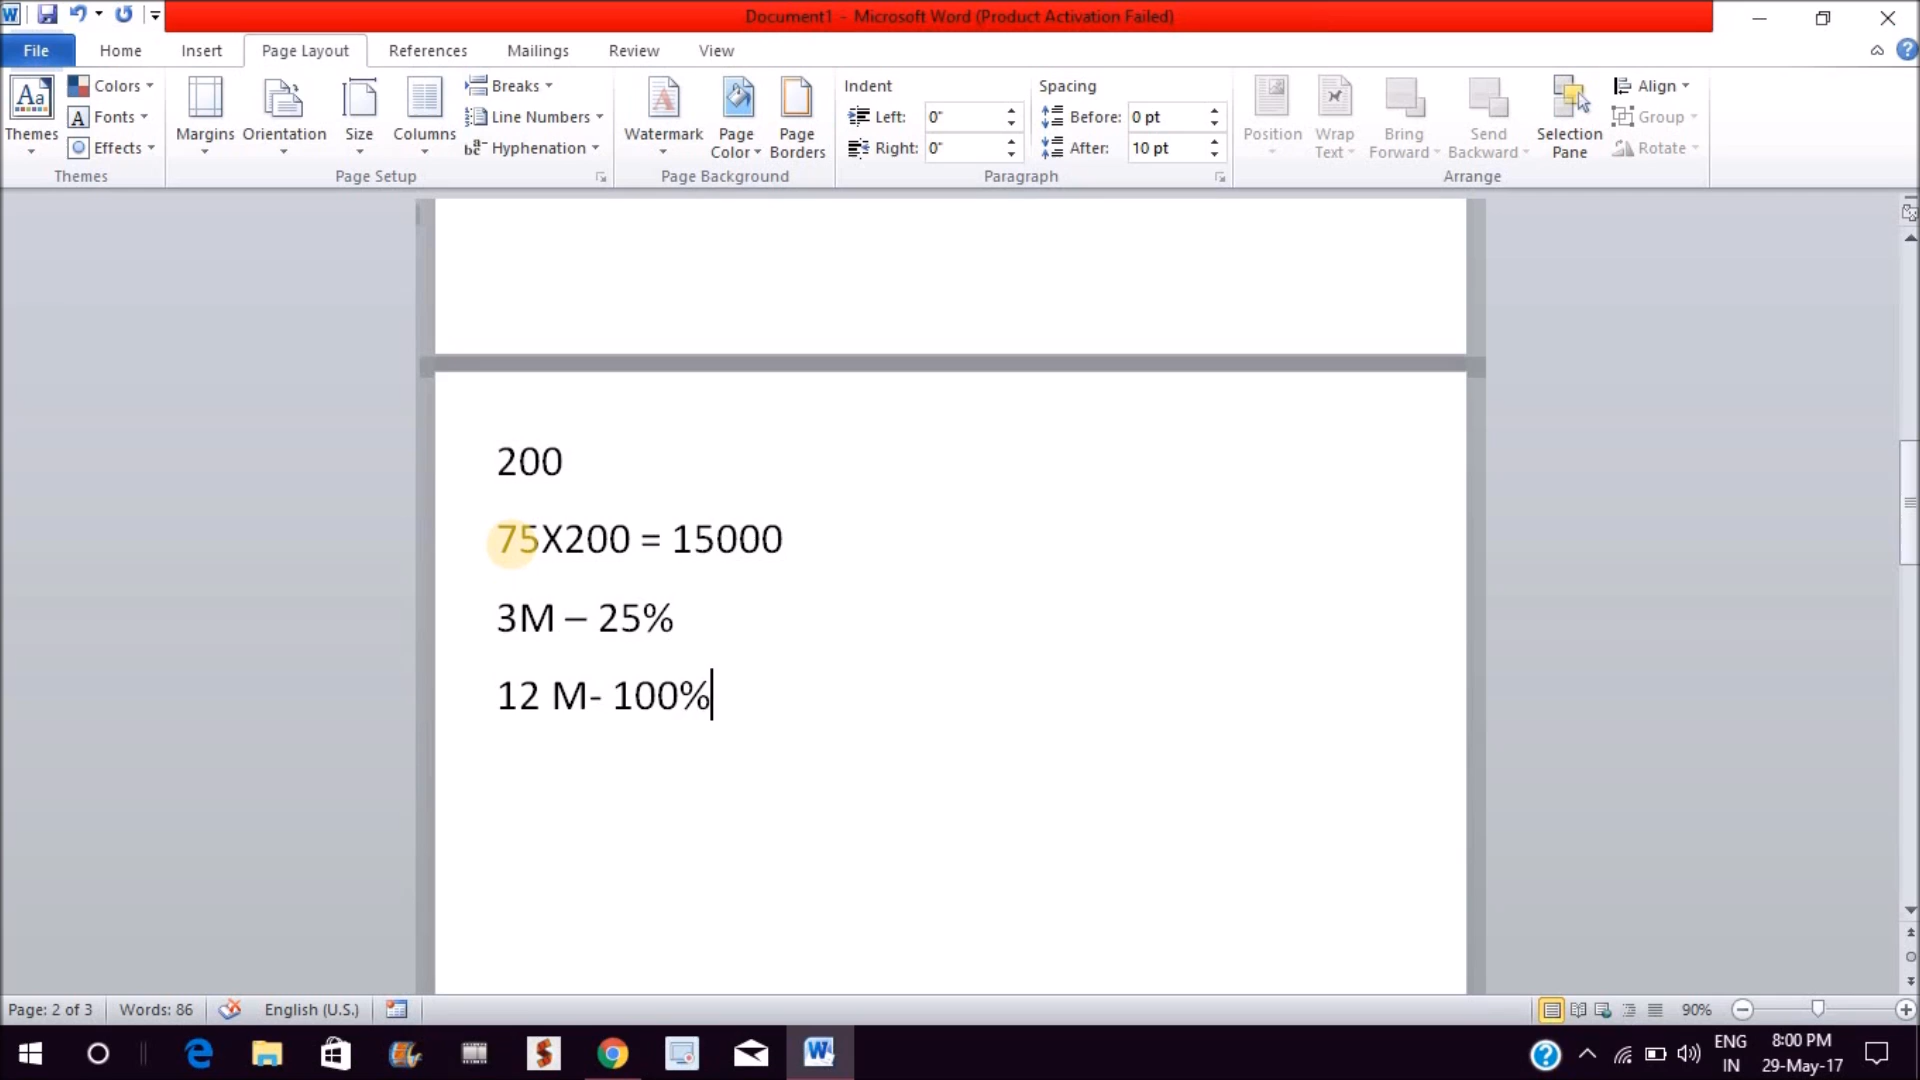 Document1 - Microsoft Word (Product Activation Failed)
File Home Insert Page Layout References Mailings Review View
Themes
Colors
Fonts
Effects
Themes
Margins Orientation Size Columns
Breaks
Line Numbers
Hyphenation
Page Setup
Watermark Page Color Page Borders
Page Background
Indent
Left: 0"
Right: 0"
Spacing
Before: 0 pt
After: 10 pt
Paragraph
Position Wrap Text Bring Forward Send Backward Selection Pane
Align
Group
Rotate
Arrange
200
75X200 = 15000
3M – 25%
12 M- 100%
Page: 2 of 3 Words: 86 English (U.S.) 90%
ENG
IN
8:00 PM
29-May-17